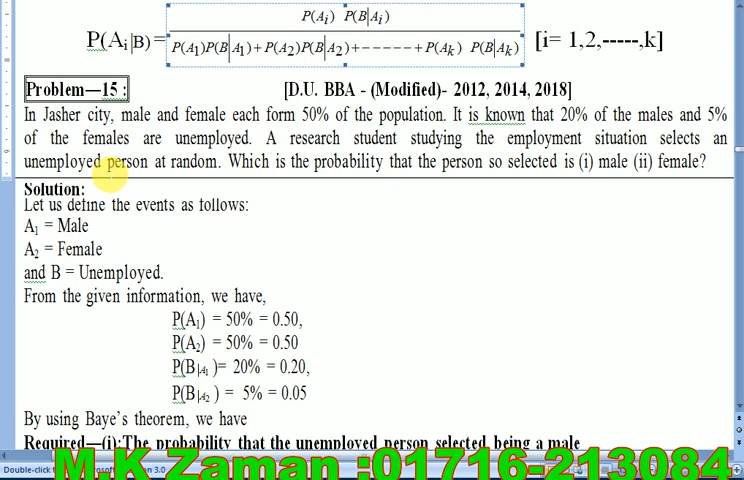 P(Ai) P(B|Ai)
P(Ai|B)= P(A1)P(B|A1)+P(A2)P(B|A2)+-----+P(Ak) P(B|Ak) [i= 1,2,-----,k]
Problem—15 : [D.U. BBA - (Modified)- 2012, 2014, 2018]
In Jasher city, male and female each form 50% of the population. It is known that 20% of the males and 5%
of the females are unemployed. A research student studying the employment situation selects an
unemployed person at random. Which is the probability that the person so selected is (i) male (ii) female?
Solution:
Let us define the events as follows:
A1 = Male
A2 = Female
and B = Unemployed.
From the given information, we have,
P(A1) = 50% = 0.50,
P(A2) = 50% = 0.50
P(B|A1)= 20% = 0.20,
P(B|A2) = 5% = 0.05
By using Baye's theorem, we have
Required—(i):The probability that the unemployed person selected being a male
M.K Zaman :01716-213084
Double-click to
on 3.0